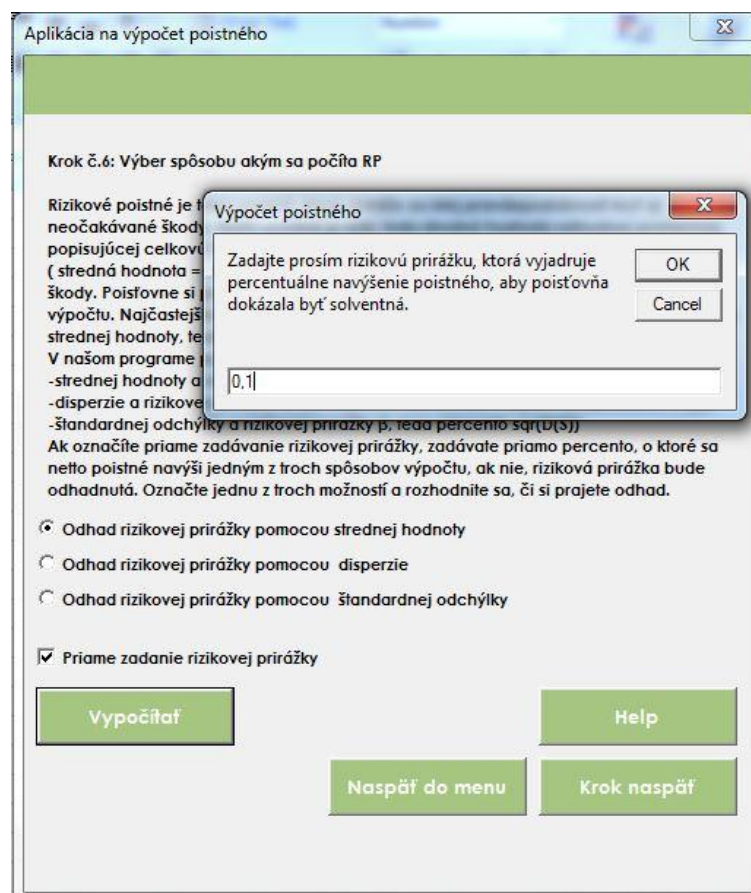 Aplikácia na výpočet poistného
Krok č.6: Výber spôsobu akým sa počíta RP
Rizikové poistné je
neočakávané škody
popisujúcej celkovú
( stredná hodnota =
škody. Poisťovne si
výpočtu. Najčastejš
strednej hodnoty, te
V našom programe
-strednej hodnoty a
-disperzie a rizikove
-štandardnej odchýlky a rizikovej prirážky β, teda percento sqr(D(S))
Ak označíte priame zadávanie rizikovej prirážky, zadávate priamo percento, o ktoré sa
netto poistné navýši jedným z troch spôsobov výpočtu, ak nie, riziková prirážka bude
odhadnutá. Označte jednu z troch možností a rozhodnite sa, či si prajete odhad.
Výpočet poistného
Zadajte prosím rizikovú prirážku, ktorá vyjadruje
percentuálne navýšenie poistného, aby poisťovňa
dokázala byť solventná.
OK
Cancel
0,1
Odhad rizikovej prirážky pomocou strednej hodnoty
Odhad rizikovej prirážky pomocou disperzie
Odhad rizikovej prirážky pomocou štandardnej odchýlky
Priame zadanie rizikovej prirážky
Vypočítať
Help
Naspäť do menu
Krok naspäť